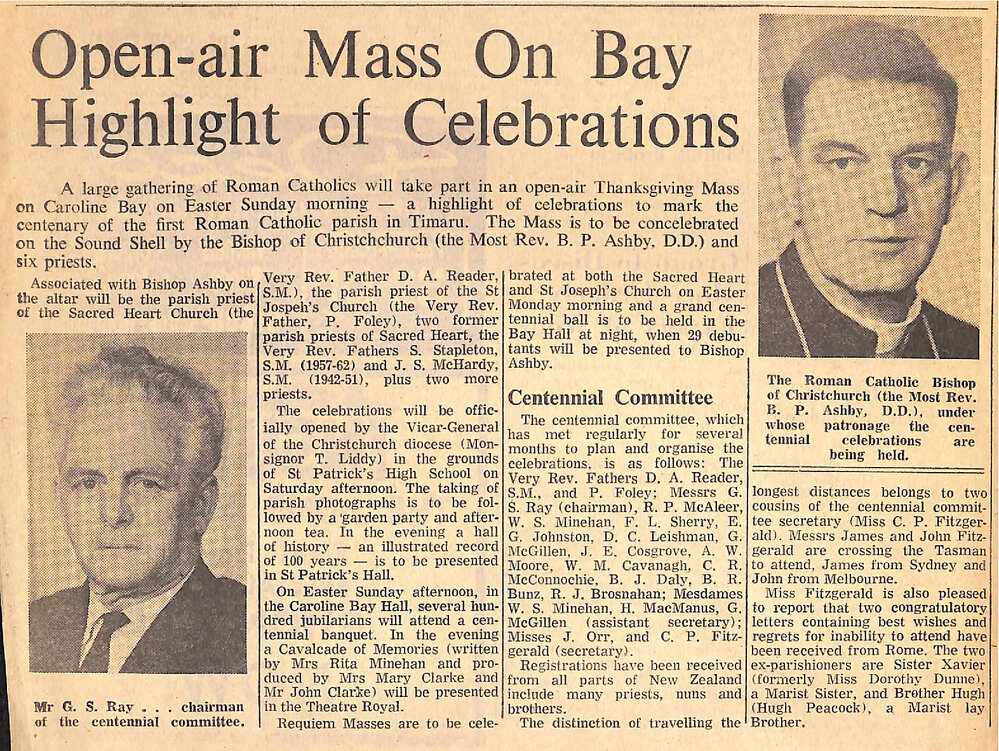 Open-air Mass On Bay
Highlight of Celebrations
A large gathering of Roman Catholics will take part in an open-air Thanksgiving Mass
on Caroline Bay on Easter Sunday morning — a highlight of celebrations to mark the
centenary of the first Roman Catholic parish in Timaru. The Mass is to be concelebrated
on the Sound Shell by the Bishop of Christchchurch (the Most Rev. B. P. Ashby, D.D.) and
six priests.
Associated with Bishop Ashby on
the altar will be the parish priest
of the Sacred Heart Church (the
Mr G. S. Ray . . . chairman
of the centennial committee.
Very Rev. Father D. A. Reader,
S.M.), the parish priest of the St
Jospeh's Church (the Very Rev.
Father, P. Foley), two former
parish priests of Sacred Heart, the
Very Rev. Fathers S. Stapleton,
S.M. (1957-62) and J. S. McHardy,
S.M. (1942-51), plus two more
priests.
The celebrations will be offic-
ially opened by the Vicar-General
of the Christchurch diocese (Mon-
signor T. Liddy) in the grounds
of St Patrick's High School on
Saturday afternoon. The taking of
parish photographs is to be fol-
lowed by a garden party and after-
noon tea. In the evening a hall
of history — an illustrated record
of 100 years — is to be presented
in St Patrick's Hall.
On Easter Sunday afternoon, in
the Caroline Bay Hall, several hun-
dred jubilarians will attend a cen-
tennial banquet. In the evening
a Cavalcade of Memories (written
by Mrs Rita Minehan and pro-
duced by Mrs Mary Clarke and
Mr John Clarke) will be presented
in the Theatre Royal.
Requiem Masses are to be cele-
brated at both the Sacred Heart
and St Joseph's Church on Easter
Monday morning and a grand cen-
tennial ball is to be held in the
Bay Hall at night, when 29 debu-
tants will be presented to Bishop
Ashby.
Centennial Committee
The centennial committee, which
has met regularly for several
months to plan and organise the
celebrations, is as follows: The
Very Rev. Fathers D. A. Reader,
S.M., and P. Foley; Messrs G.
S. Ray (chairman), R. P. McAleer,
W. S. Minehan, F. L. Sherry, E.
G. Johnston, D. C. Leishman, G.
McGillen, J. E. Cosgrove, A. W.
Moore, W. M. Cavanagh, C. R.
McConnochie, B. J. Daly, B. R.
Bunz, R. J. Brosnahan; Mesdames
W. S. Minehan, H. MacManus, G.
McGillen (assistant secretary);
Misses J. Orr, and C. P. Fitz-
gerald (secretary).
Registrations have been received
from all parts of New Zealand
include many priests, nuns and
brothers.
The distinction of travelling the
The Roman Catholic Bishop
of Christchurch (the Most Rev.
B. P. Ashby, D.D.), under
whose patronage the cen-
tennial celebrations are
being held.
longest distances belongs to two
cousins of the centennial commit-
tee secretary (Miss C. P. Fitzger-
ald). Messrs James and John Fitz-
gerald are crossing the Tasman
to attend, James from Sydney and
John from Melbourne.
Miss Fitzgerald is also pleased
to report that two congratulatory
letters containing best wishes and
regrets for inability to attend have
been received from Rome. The two
ex-parishioners are Sister Xavier
(formerly Miss Dorothy Dunne),
a Marist Sister, and Brother Hugh
(Hugh Peacock), a Marist lay
Brother.